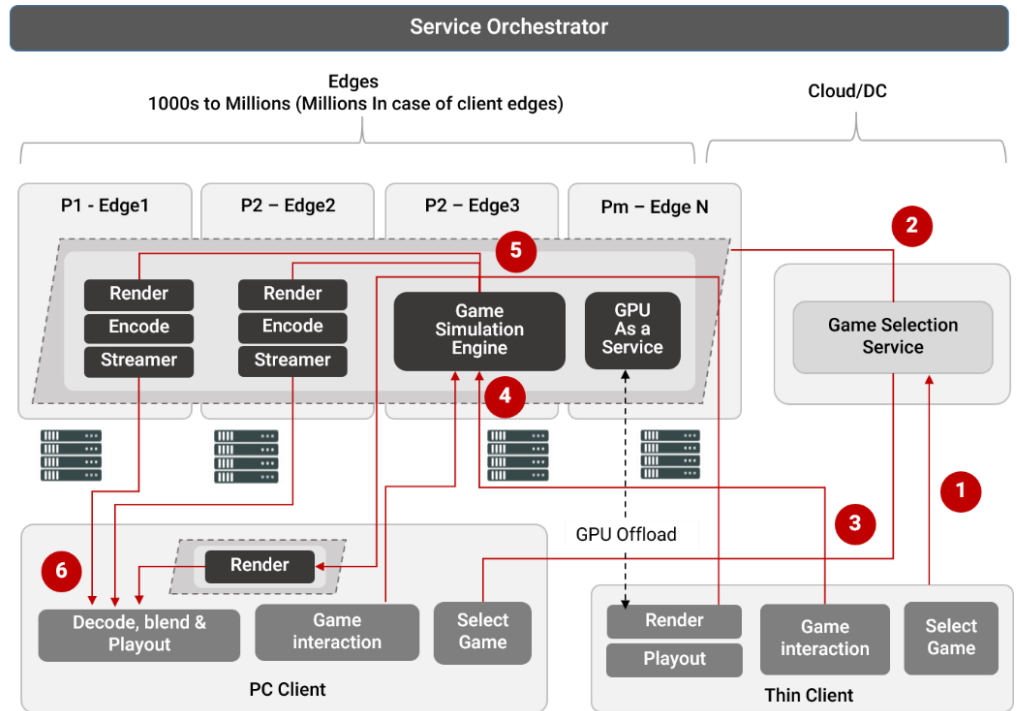 Service Orchestrator
Edges
1000s to Millions (Millions In case of client edges)
Cloud/DC
P1 - Edge1
P2 – Edge2
P2 – Edge3
Pm – Edge N
2
5
Render
Encode
Streamer
Render
Encode
Streamer
Game
Simulation
Engine
GPU
As a
Service
Game Selection
Service
4
1
3
GPU Offload
6
Render
Decode, blend &
Playout
Game
interaction
Select
Game
PC Client
Render
Playout
Game
interaction
Select
Game
Thin Client